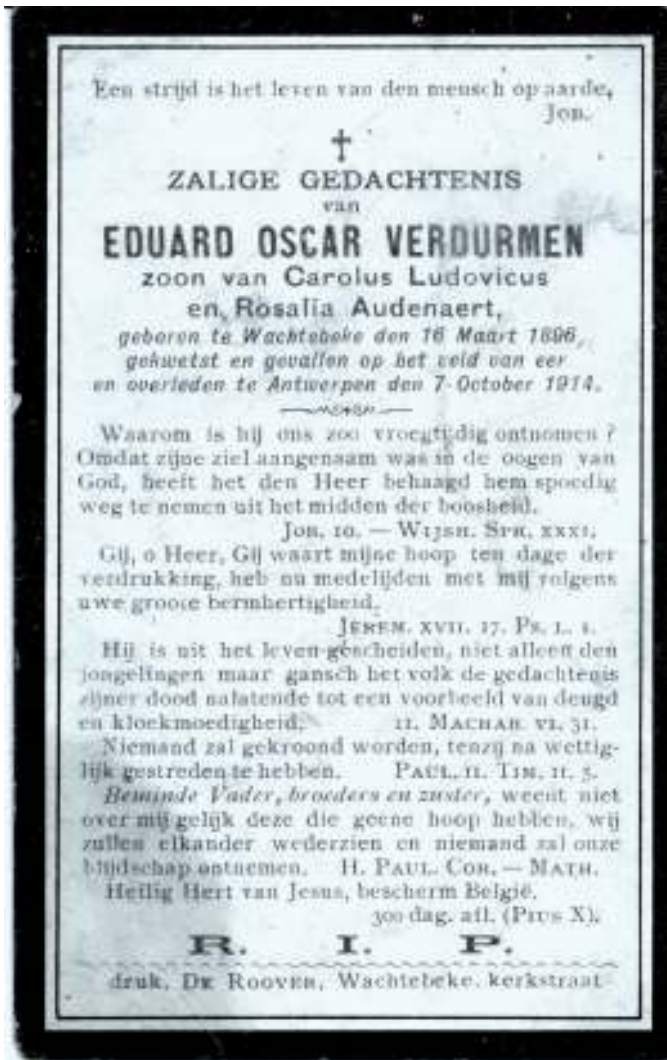 Een strijd is het leven van den mensch op aarde,
JOB.
ZALIGE GEDACHTENIS
van
EDUARD OSCAR VERDURMEN
zoon van Carolus Ludovicus
en, Rosalia Audenaert,
geboren te Wachtebeke den 16 Maart 1896,
gekwetst en gevallen op het veld van eer
en overleden te Antwerpen den 7 October 1914.
Waarom is hij ons zoo vroegtijdig ontnomen ?
Omdat zijne ziel aangenaam was in de oogen van
God, heeft het den Heer behaagd hem spoedig
weg te nemen uit het midden der boosheid.
JOB, 10. — WIJSH. SPR. XXXI.
Gij, o Heer, Gij waart mijne hoop ten dage der
verdrukking, heb nu medelijden met mij volgens
uwe groote bermhertigheid.
JEREM. XVII. 17. PS. L. 1.
Hij is uit het leven gescheiden, niet alleen den
jongelingen maar gansch het volk de gedachtenis
zijner dood nalatende tot een voorbeeld van deugd
en kloekmoedigheid. II. MACHAB. VI. 31.
Niemand zal gekroond worden, tenzij na wettig-
lijk gestreden te hebben. PAUL. II. TIM. II. 5.
Beminde Vader, broeders en zuster, weent niet
over mij gelijk deze die geene hoop hebben, wij
zullen elkander wederzien en niemand zal onze
blijdschap ontnemen. H. PAUL. COR. — MATH.
Heilig Hert van Jesus, bescherm België.
300 dag. afl. (PIUS X).
R. I. P.
druk. DE ROOVER, Wachtebeke, kerkstraat